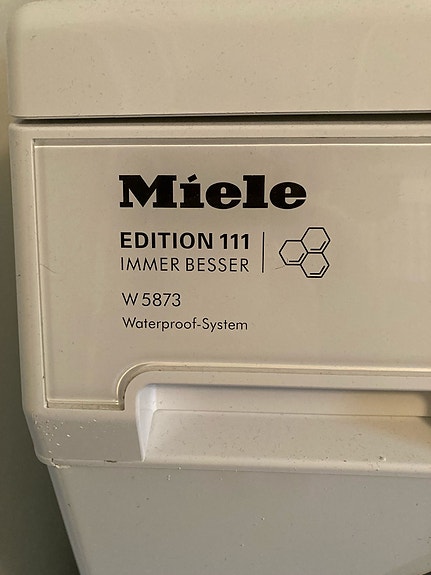 Miele
EDITION 111
IMMER BESSER
W 5873
Waterproof-System